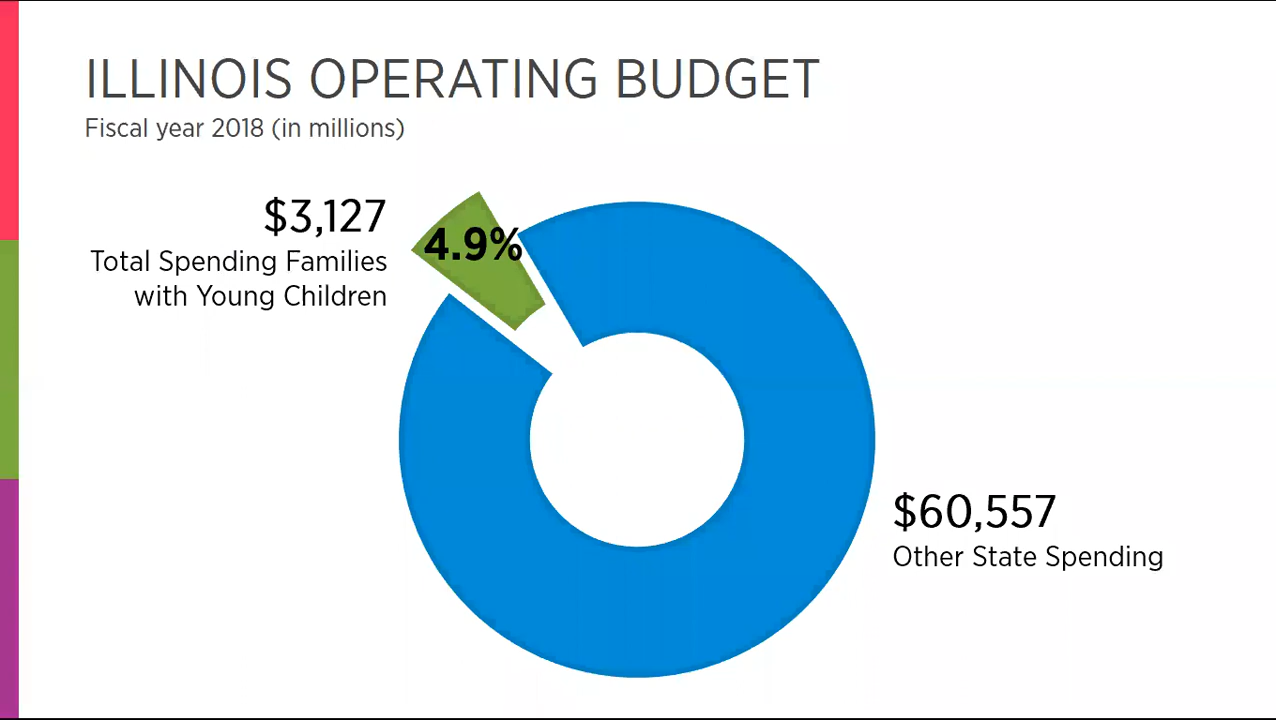 ILLINOIS OPERATING BUDGET
Fiscal year 2018 (in millions)
$3,127
Total Spending Families
with Young Children
4.9%
$60,557
Other State Spending